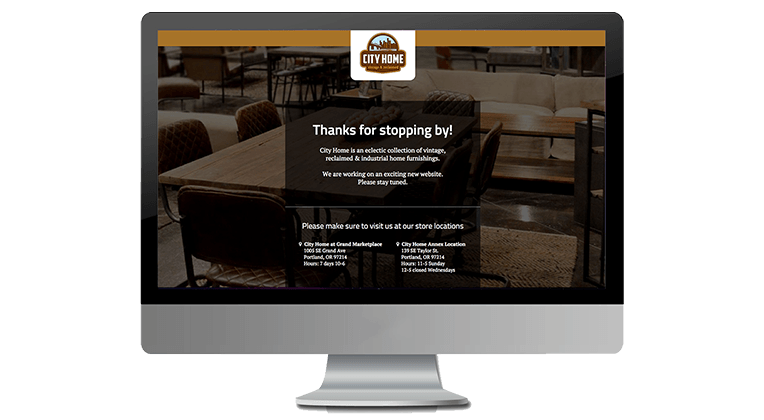 CITY HOME
Thanks for stopping by!
City Home is an eclectic collection of vintage,
reclaimed & industrial home furnishings.
We are working on an exciting new website.
Please stay tuned.
Please make sure to visit us at our store locations
City Home at Grand Marketplace
1005 SE Grand Ave
Portland, OR 97214
Hours: 7 days 10-6
City Home Annex Location
139 SE Taylor St.
Portland, OR 97214
Hours: 11-5 Sunday
12-5 closed Wednesdays